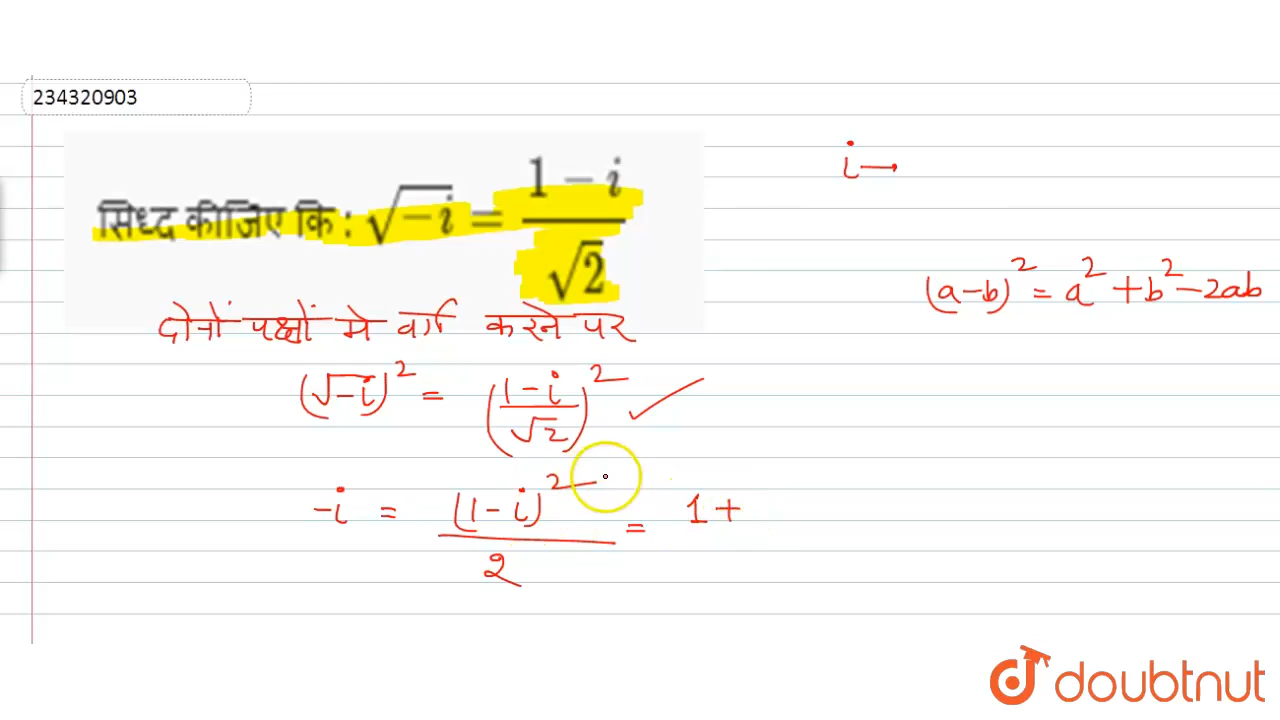 234320903
सिध्द कीजिए कि : √-i = (1 - i)/√2
i →
(a-b)² = a² + b² - 2ab
दोनों पक्षों मे वर्ग करने पर
(√-i)² = ((1-i)/√2)² ✓
-i = (1-i)²/2 = 1+
doubtnut